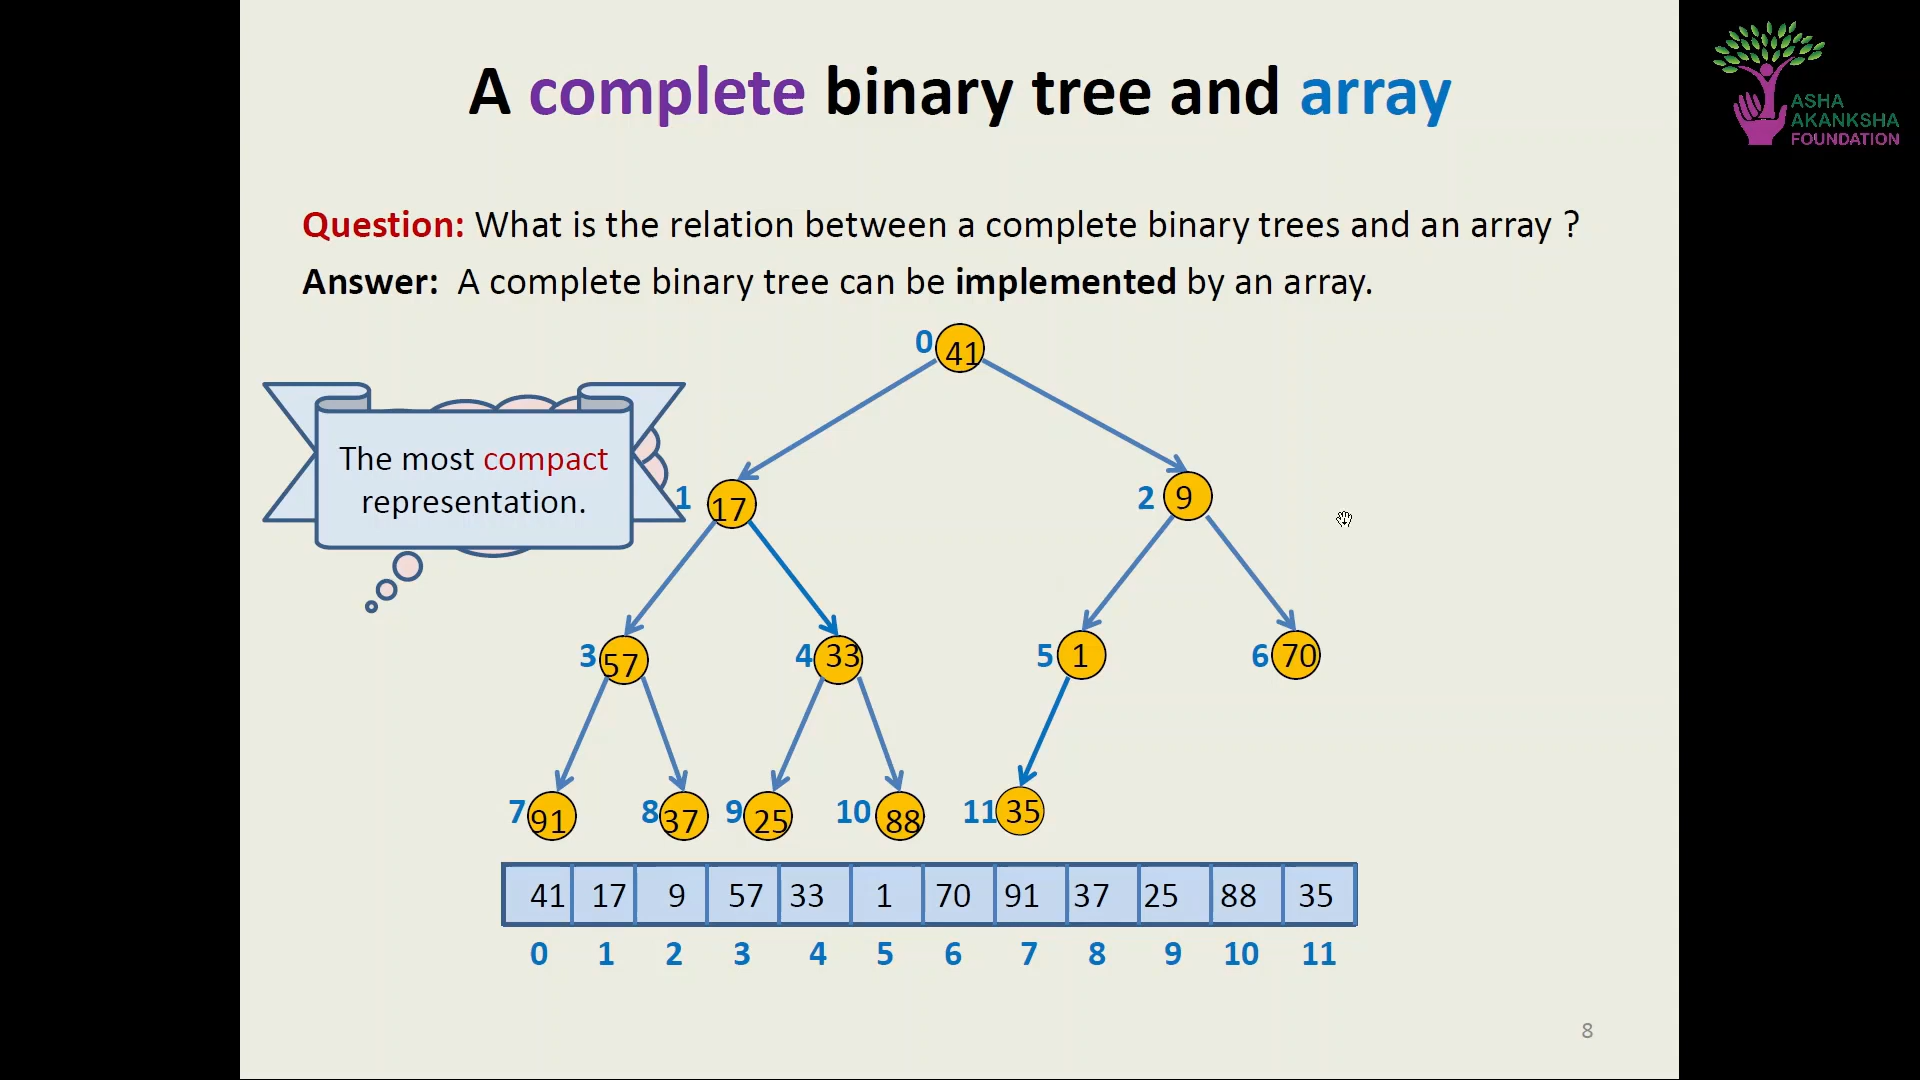 A complete binary tree and array
ASHA
AKANKSHA
FOUNDATION
Question: What is the relation between a complete binary trees and an array ?
Answer: A complete binary tree can be implemented by an array.
0 41
The most compact
representation.
1 17 2 9
3 57 4 33 5 1 6 70
7 91 8 37 9 25 10 88 11 35
41 17 9 57 33 1 70 91 37 25 88 35
0 1 2 3 4 5 6 7 8 9 10 11
8